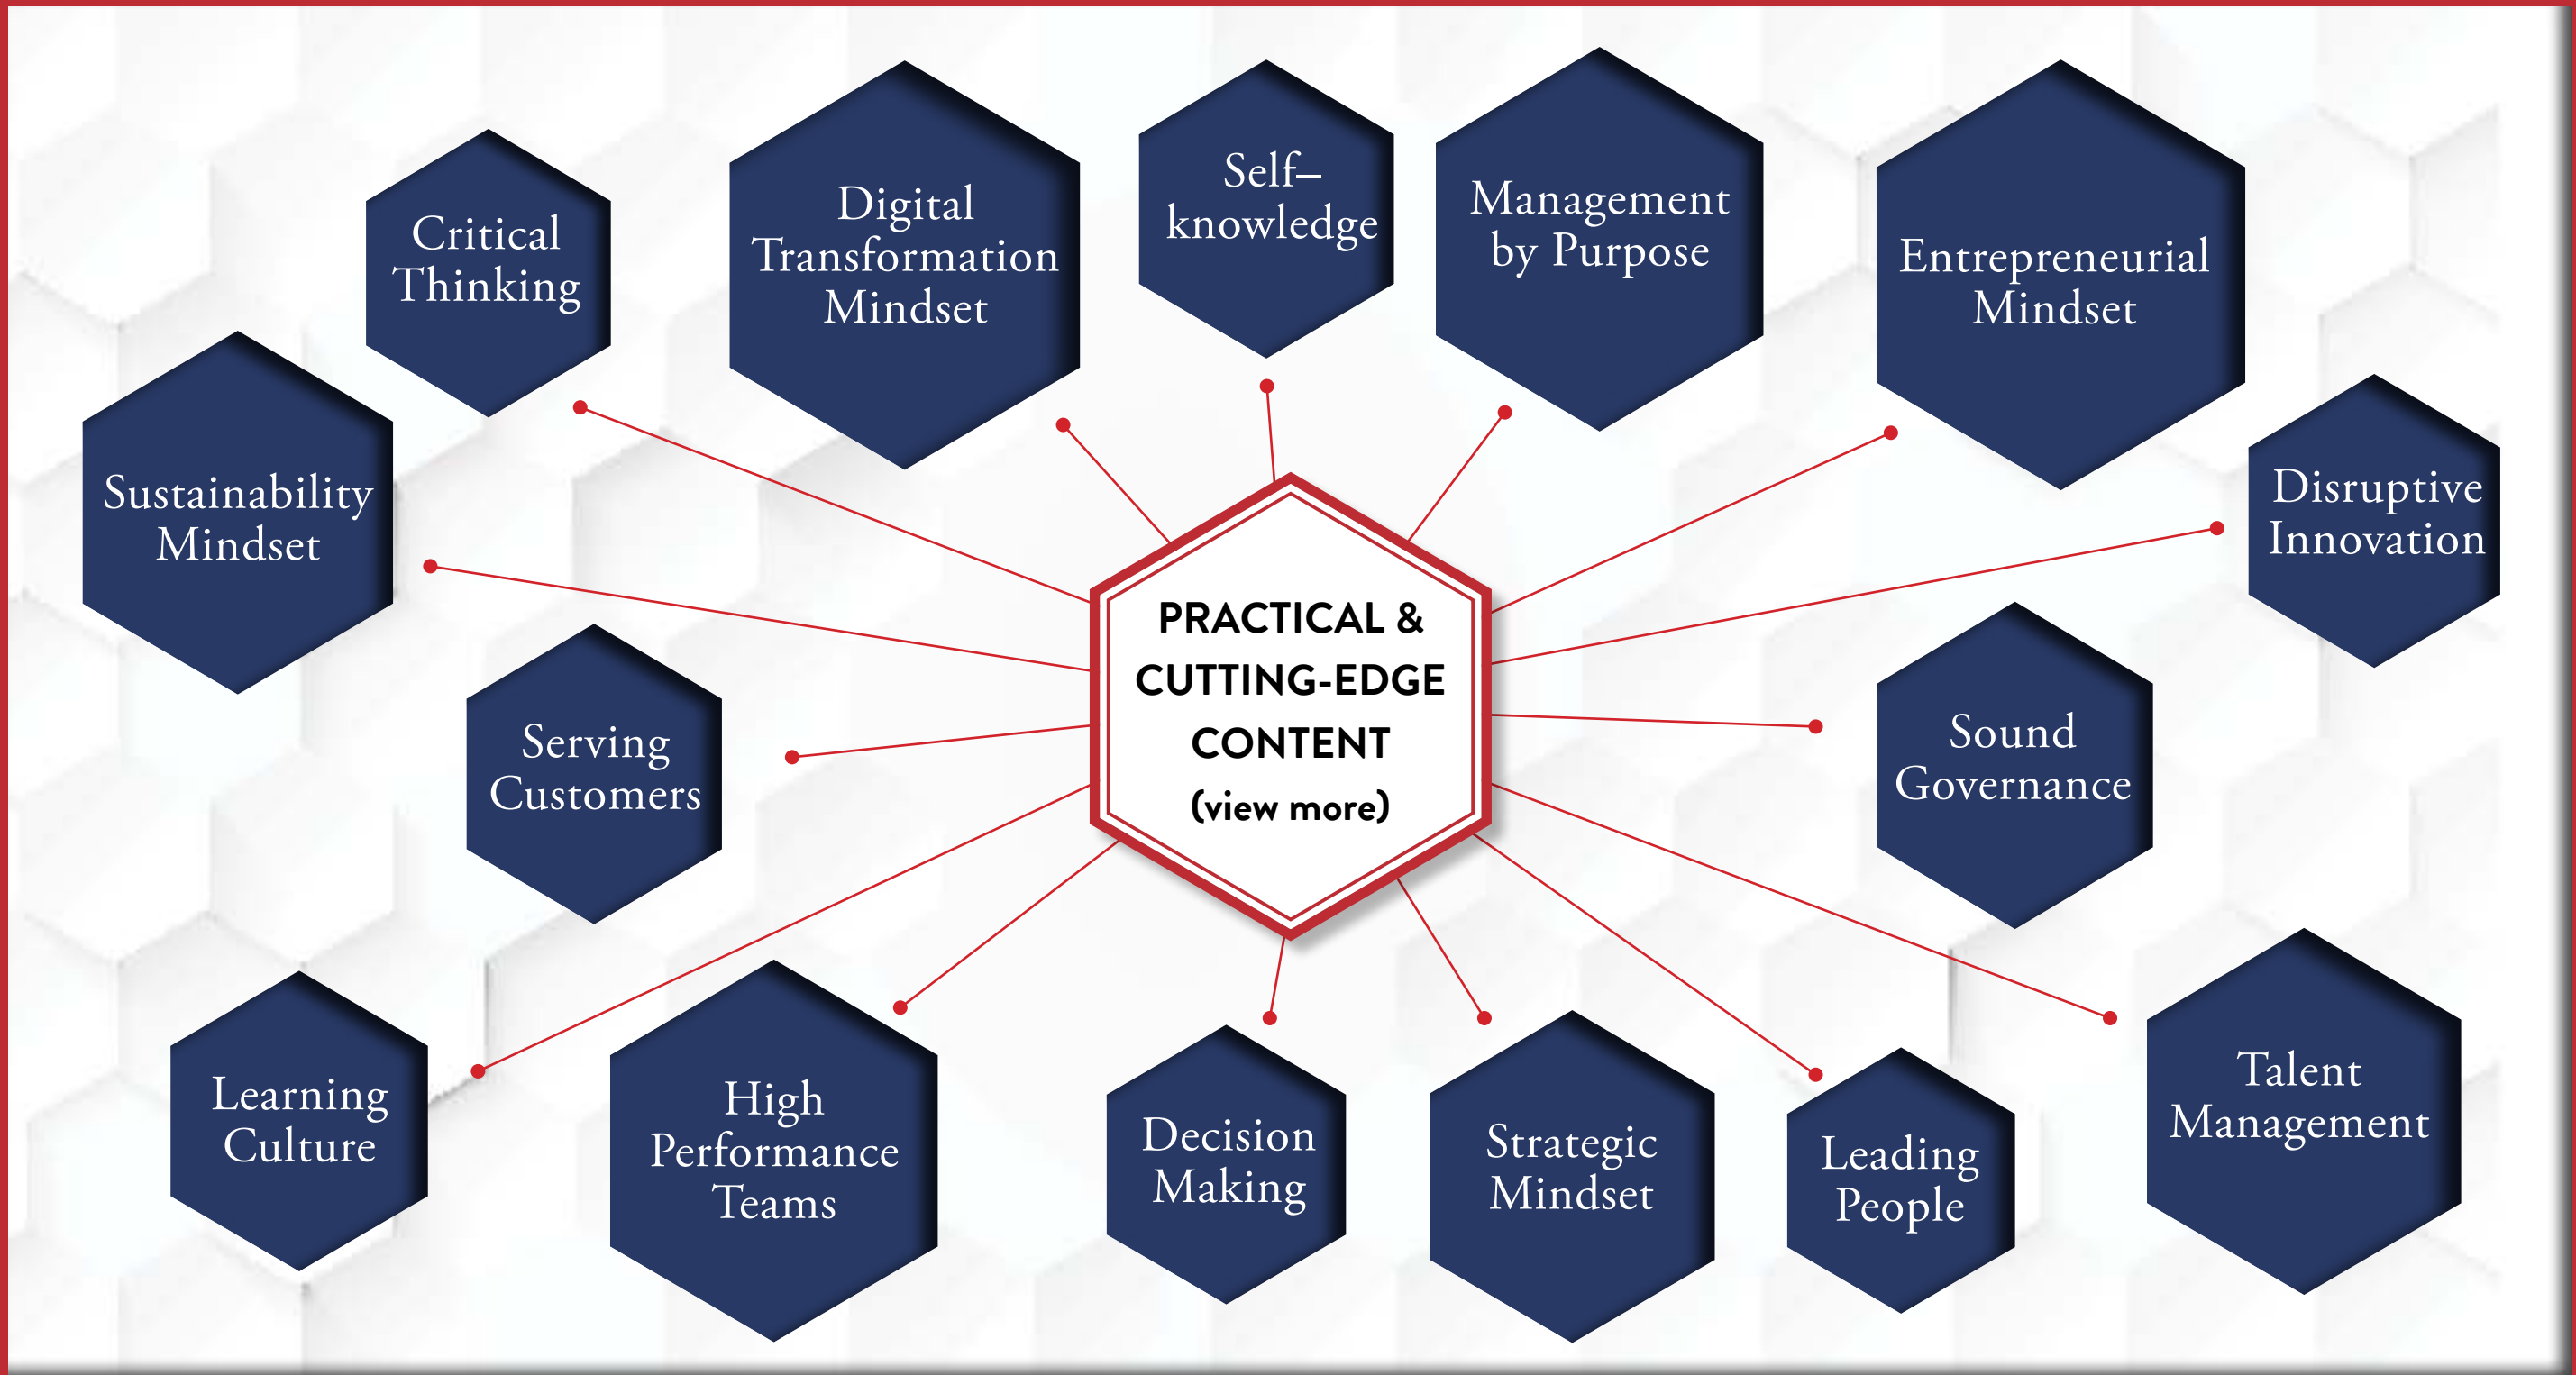 Critical
Thinking
Digital
Transformation
Mindset
Self–
knowledge
Management
by Purpose
Entrepreneurial
Mindset
Sustainability
Mindset
Disruptive
Innovation
PRACTICAL &
CUTTING-EDGE
CONTENT
(view more)
Serving
Customers
Sound
Governance
Learning
Culture
High
Performance
Teams
Decision
Making
Strategic
Mindset
Leading
People
Talent
Management